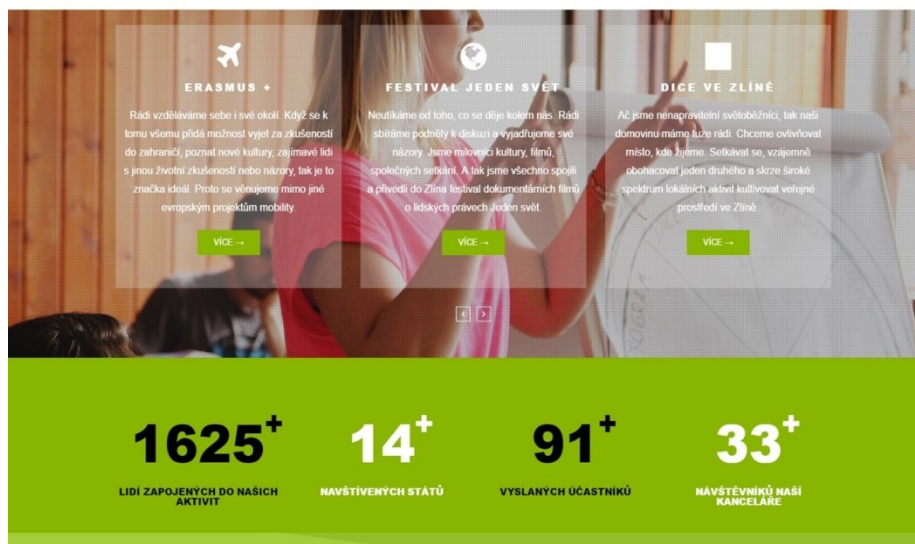 ERASMUS +
Rádi vzděláváme sebe i své okolí. Když se k
tomu všemu přidá možnost vyjet za zkušeností
do zahraničí, poznat nové kultury, zajímavé lidi
s jinou životní zkušeností nebo názory, tak je to
značka ideál. Proto se věnujeme mimo jiné
evropským projektům mobility.
VÍCE →
FESTIVAL JEDEN SVĚT
Neutíkáme od toho, co se děje kolem nás. Rádi
sbíráme podněty k diskuzi a vyjadřujeme své
názory. Jsme milovníci kultury, filmů,
společných setkání. A tak jsme všechno spojili
a přivedli do Zlína festival dokumentárních filmů
o lidských právech Jeden svět.
VÍCE →
DICE VE ZLÍNĚ
Ač jsme nenapravitelní světoběžníci, tak naši
domovinu máme tuze rádi. Chceme ovlivňovat
místo, kde žijeme. Setkávat se, vzájemně
obohacovat jeden druhého a skrze široké
spektrum lokálních aktivit kultivovat veřejné
prostředí ve Zlíně.
VÍCE →
1625+
LIDÍ ZAPOJENÝCH DO NAŠICH
AKTIVIT
14+
NAVŠTÍVENÝCH STÁTŮ
91+
VYSLANÝCH ÚČASTNÍKŮ
33+
NÁVŠTĚVNÍKŮ NAŠÍ
KANCELÁŘE